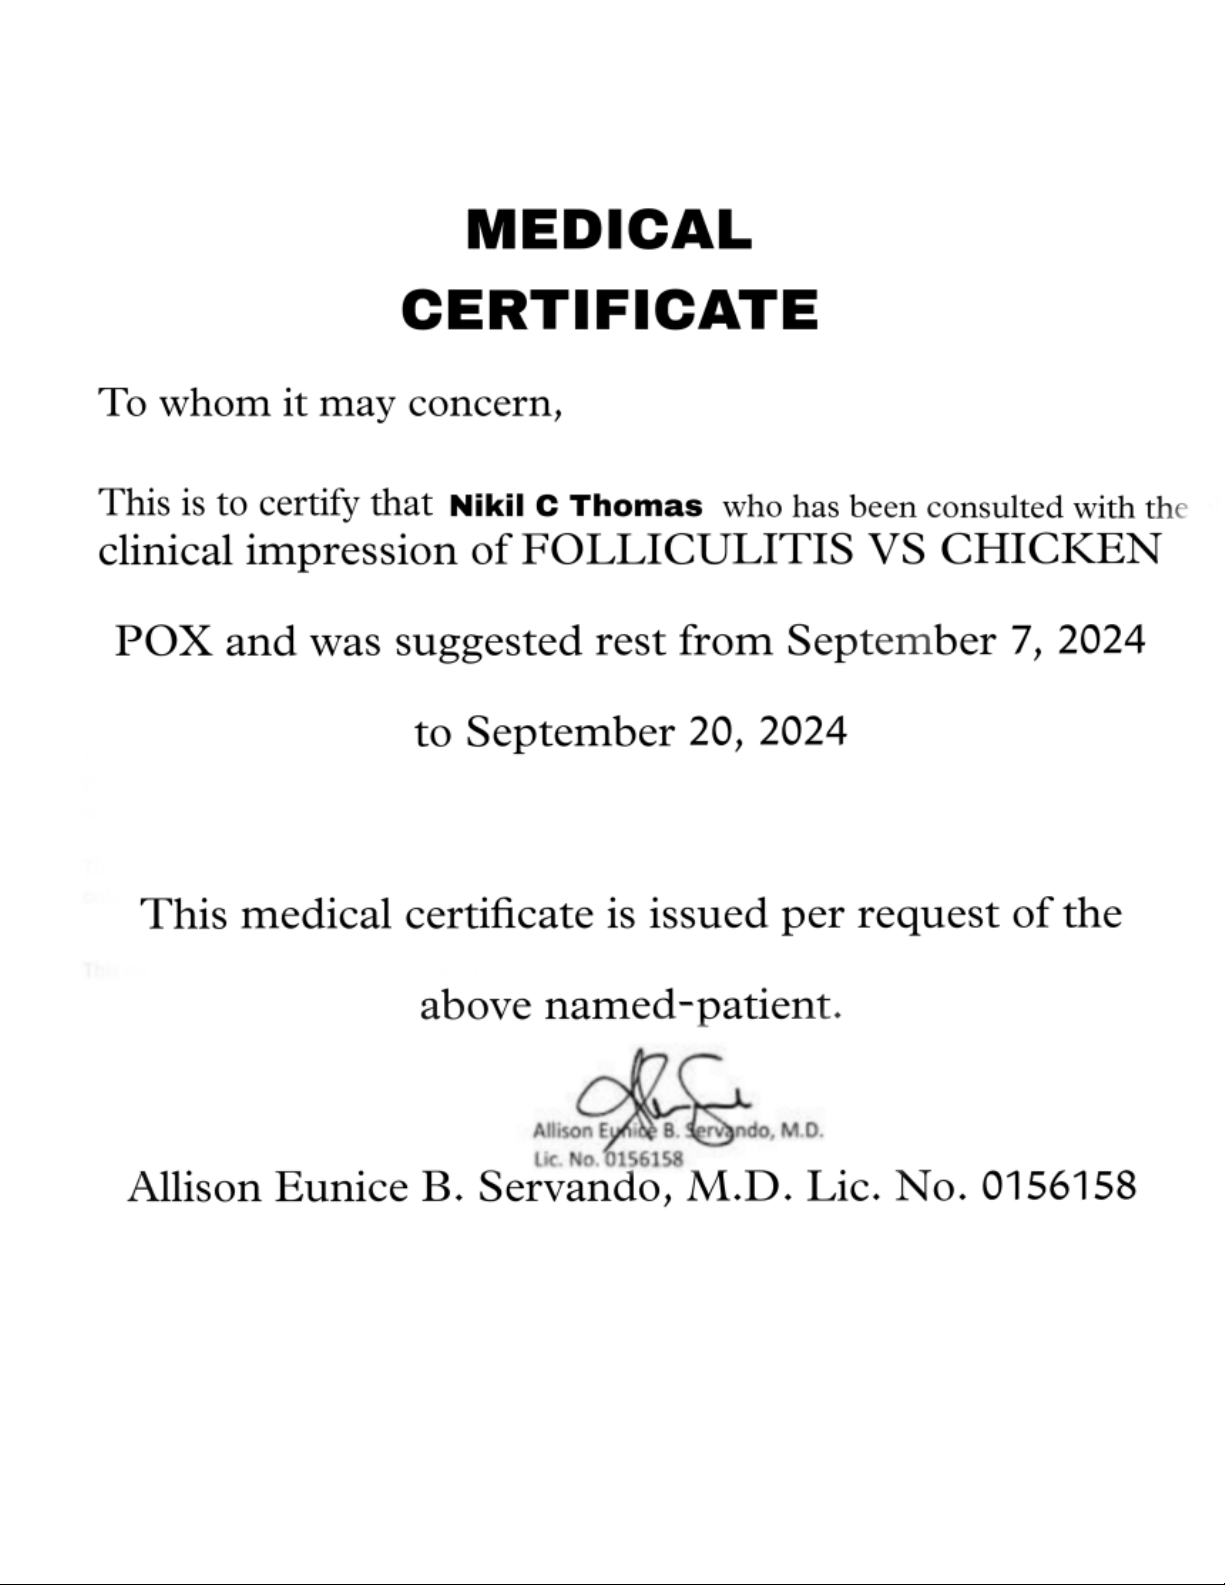 MEDICAL
CERTIFICATE
To whom it may concern,
This is to certify that Nikil C Thomas who has been consulted with the
clinical impression of FOLLICULITIS VS CHICKEN
POX and was suggested rest from September 7, 2024
to September 20, 2024
This medical certificate is issued per request of the
above named-patient.
Allison Eunice B. Servando, M.D.
Lic. No. 0156158
Allison Eunice B. Servando, M.D. Lic. No. 0156158